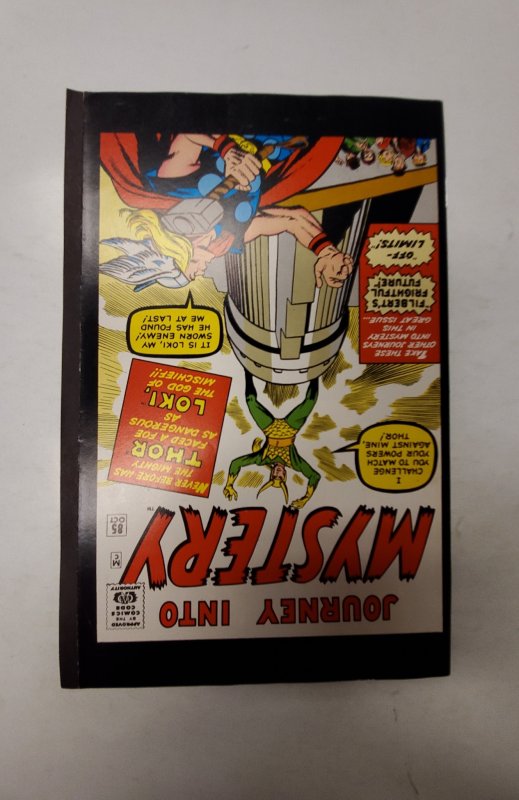 APPROVED
BY THE
COMICS
CODE
CA
AUTHORITY
JOURNEY INTO
MYSTERY
TM
M
C
85
OCT
I
CHALLENGE
YOU TO MATCH
YOUR POWERS
AGAINST MINE,
THOR!
NEVER BEFORE HAS
THE MIGHTY
THOR
FACED A FOE
AS DANGEROUS
AS
LOKI,
THE GOD OF
MISCHIEF!!
IT IS LOKI, MY
SWORN ENEMY!
HE HAS FOUND
ME AT LAST!
TAKE THESE
OTHER JOURNEYS
INTO MYSTERY
IN THIS
GREAT ISSUE...
"FILBERT'S
FRIGHTFUL
FUTURE!"
"OFF-
LIMITS!"